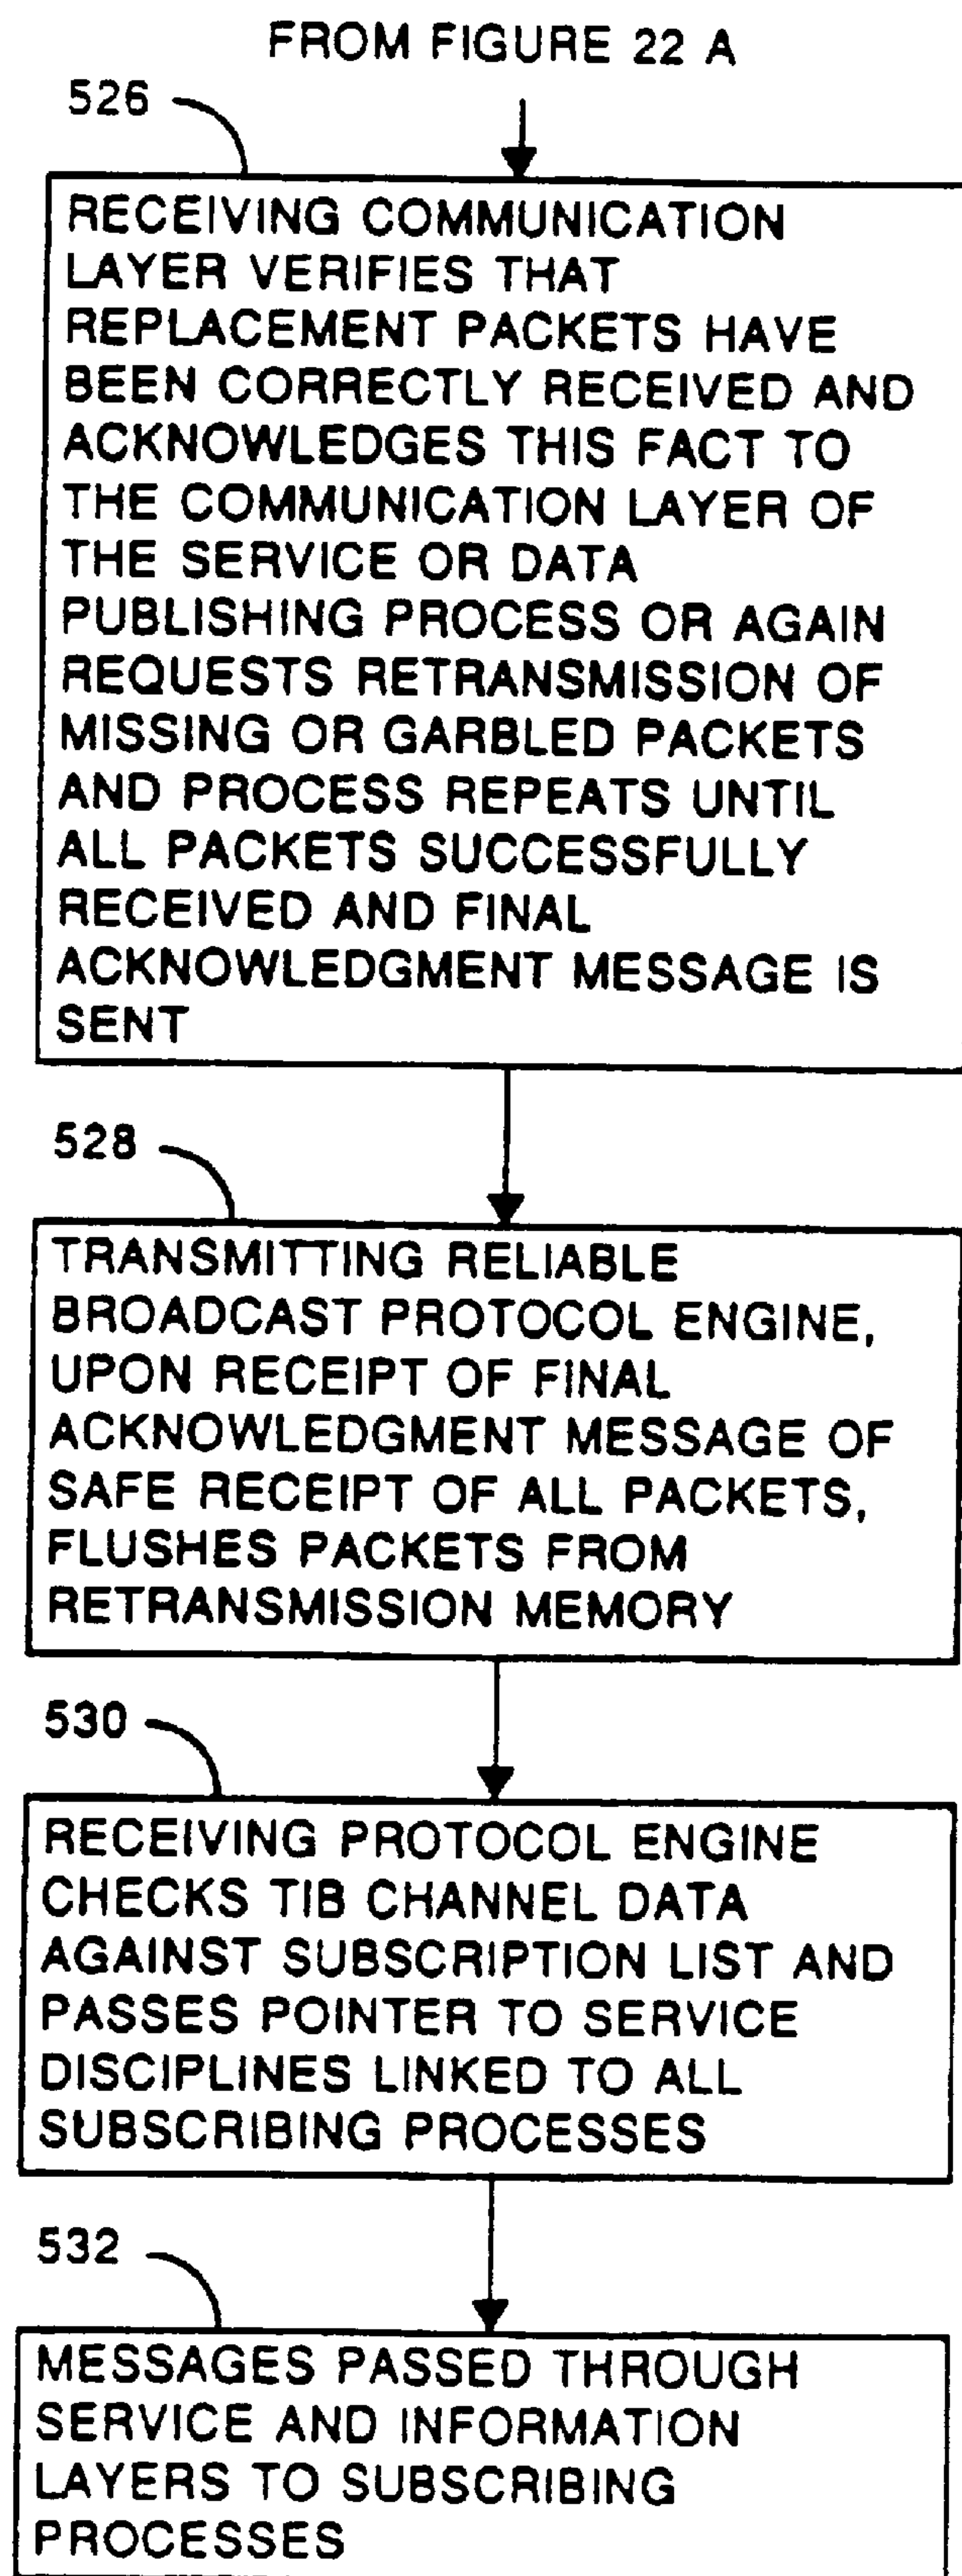 FROM FIGURE 22 A
526
RECEIVING COMMUNICATION
LAYER VERIFIES THAT
REPLACEMENT PACKETS HAVE
BEEN CORRECTLY RECEIVED AND
ACKNOWLEDGES THIS FACT TO
THE COMMUNICATION LAYER OF
THE SERVICE OR DATA
PUBLISHING PROCESS OR AGAIN
REQUESTS RETRANSMISSION OF
MISSING OR GARBLED PACKETS
AND PROCESS REPEATS UNTIL
ALL PACKETS SUCCESSFULLY
RECEIVED AND FINAL
ACKNOWLEDGMENT MESSAGE IS
SENT
528
TRANSMITTING RELIABLE
BROADCAST PROTOCOL ENGINE,
UPON RECEIPT OF FINAL
ACKNOWLEDGMENT MESSAGE OF
SAFE RECEIPT OF ALL PACKETS,
FLUSHES PACKETS FROM
RETRANSMISSION MEMORY
530
RECEIVING PROTOCOL ENGINE
CHECKS TIB CHANNEL DATA
AGAINST SUBSCRIPTION LIST AND
PASSES POINTER TO SERVICE
DISCIPLINES LINKED TO ALL
SUBSCRIBING PROCESSES
532
MESSAGES PASSED THROUGH
SERVICE AND INFORMATION
LAYERS TO SUBSCRIBING
PROCESSES